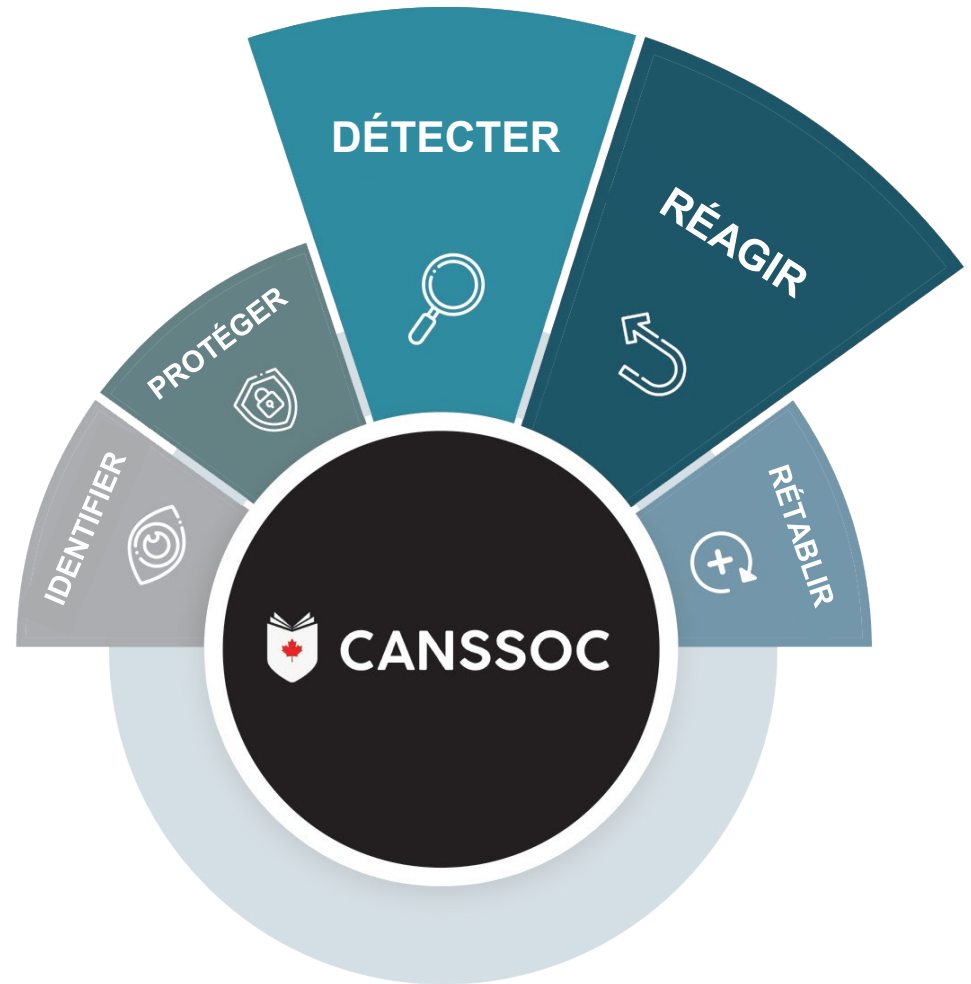 IDENTIFIER
PROTÉGER
DÉTECTER
RÉAGIR
RÉTABLIR
CANSSOC